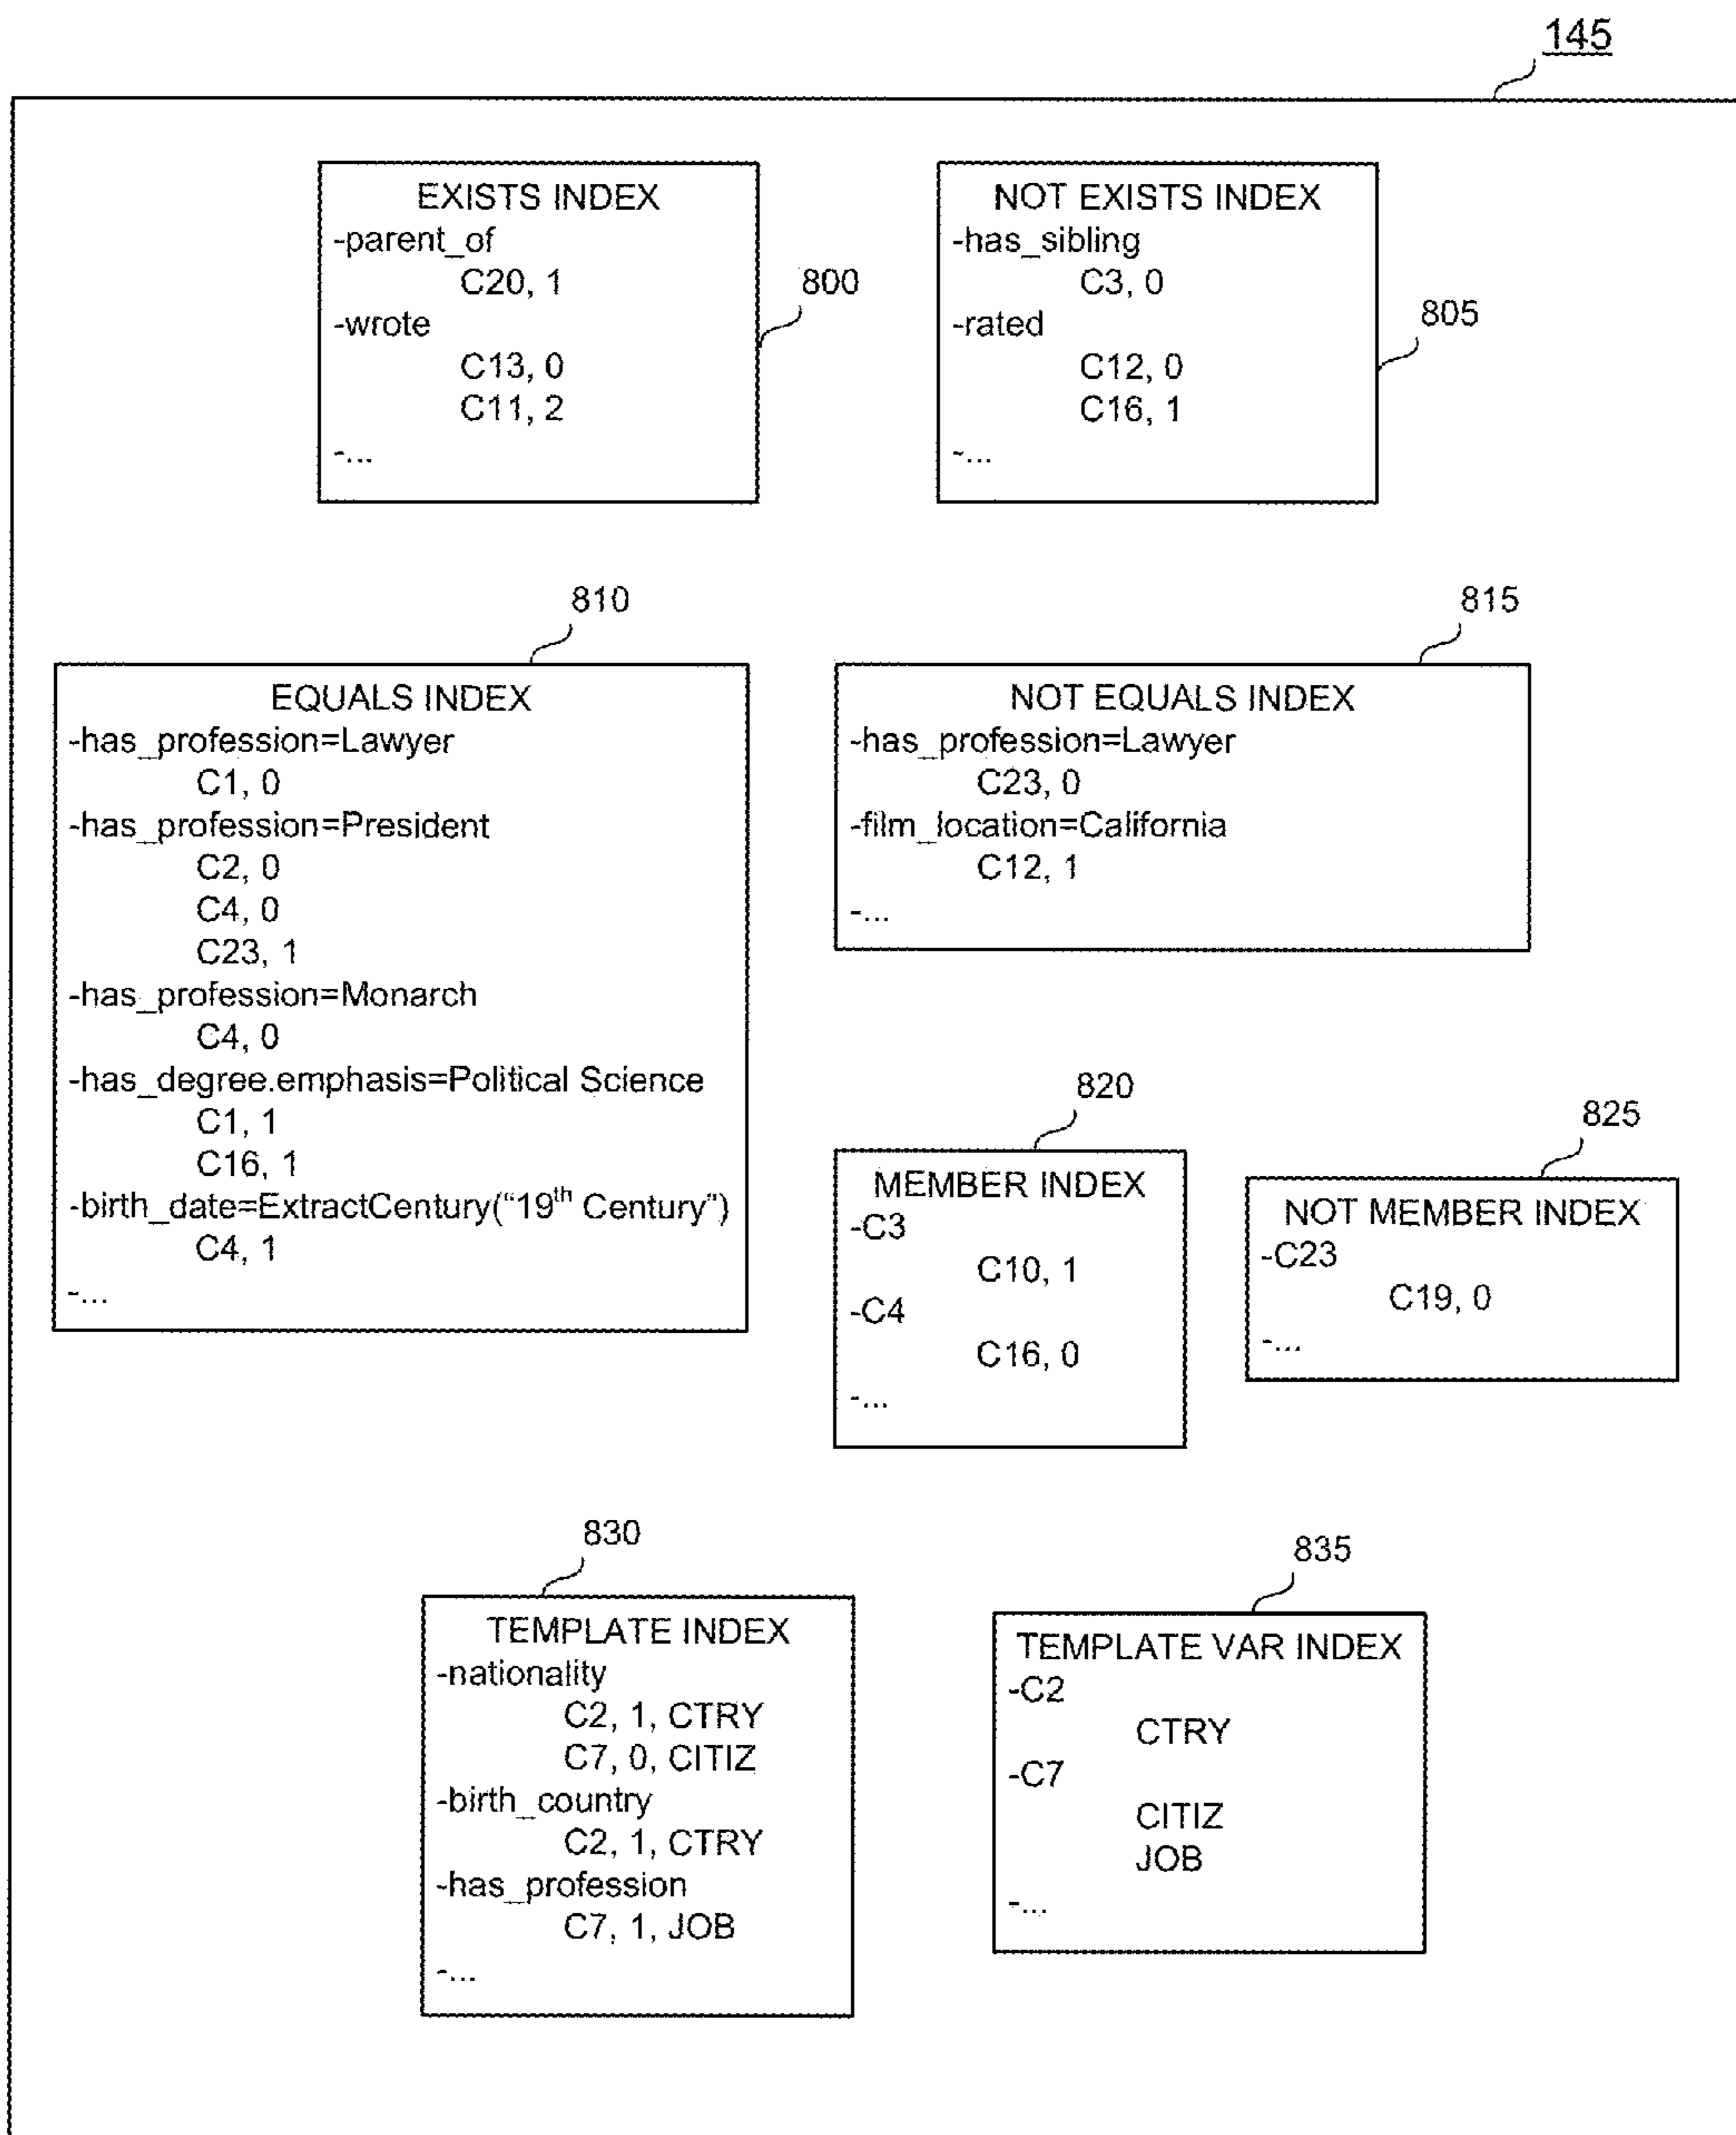 145
EXISTS INDEX
-parent_of
C20, 1
-wrote
C13, 0
C11, 2
-...
800
NOT EXISTS INDEX
-has_sibling
C3, 0
-rated
C12, 0
C16, 1
-...
805
810
EQUALS INDEX
-has_profession=Lawyer
C1, 0
-has_profession=President
C2, 0
C4, 0
C23, 1
-has_profession=Monarch
C4, 0
-has_degree.emphasis=Political Science
C1, 1
C16, 1
-birth_date=ExtractCentury(“19th Century”)
C4, 1
-...
815
NOT EQUALS INDEX
-has_profession=Lawyer
C23, 0
-film_location=California
C12, 1
-...
820
MEMBER INDEX
-C3
C10, 1
-C4
C16, 0
-...
825
NOT MEMBER INDEX
-C23
C19, 0
-...
830
TEMPLATE INDEX
-nationality
C2, 1, CTRY
C7, 0, CITIZ
-birth_country
C2, 1, CTRY
-has_profession
C7, 1, JOB
-...
835
TEMPLATE VAR INDEX
-C2
CTRY
-C7
CITIZ
JOB
-...